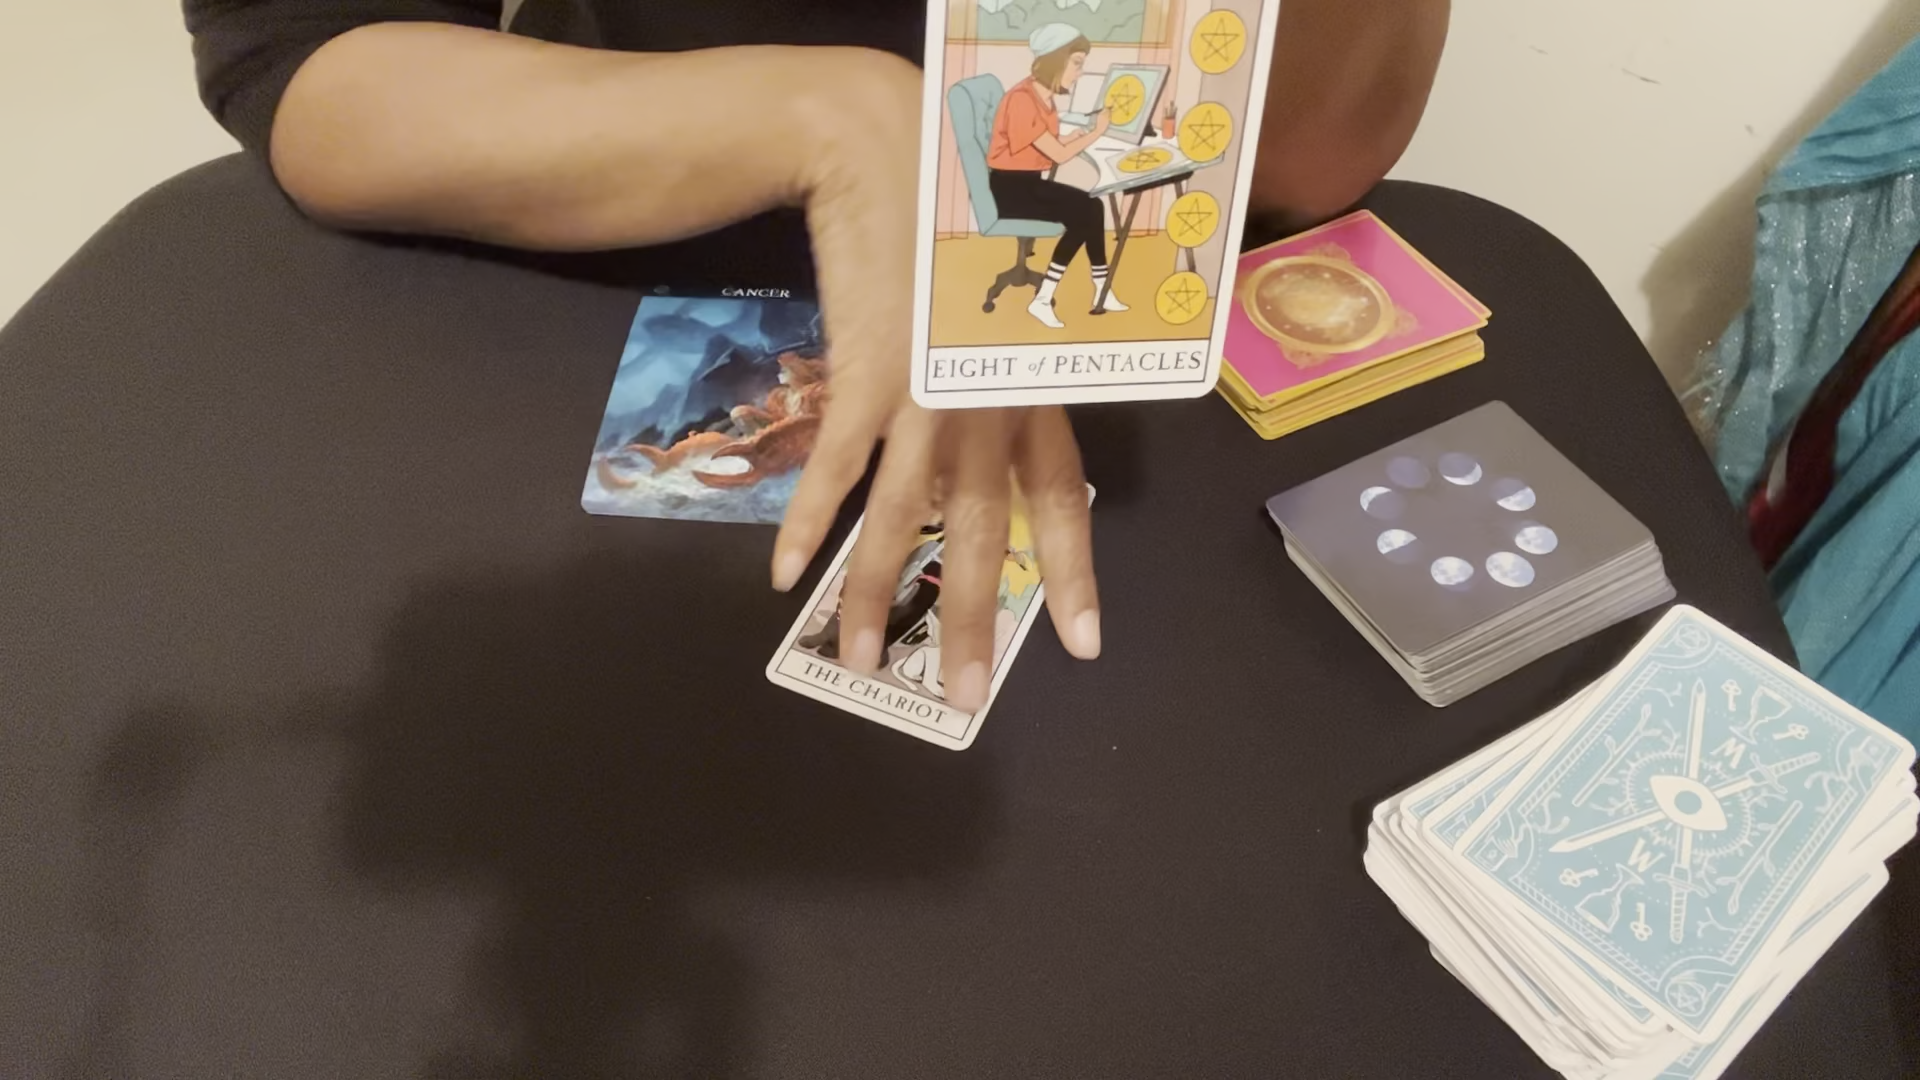 CANCER
EIGHT of PENTACLES
THE CHARIOT
M
M